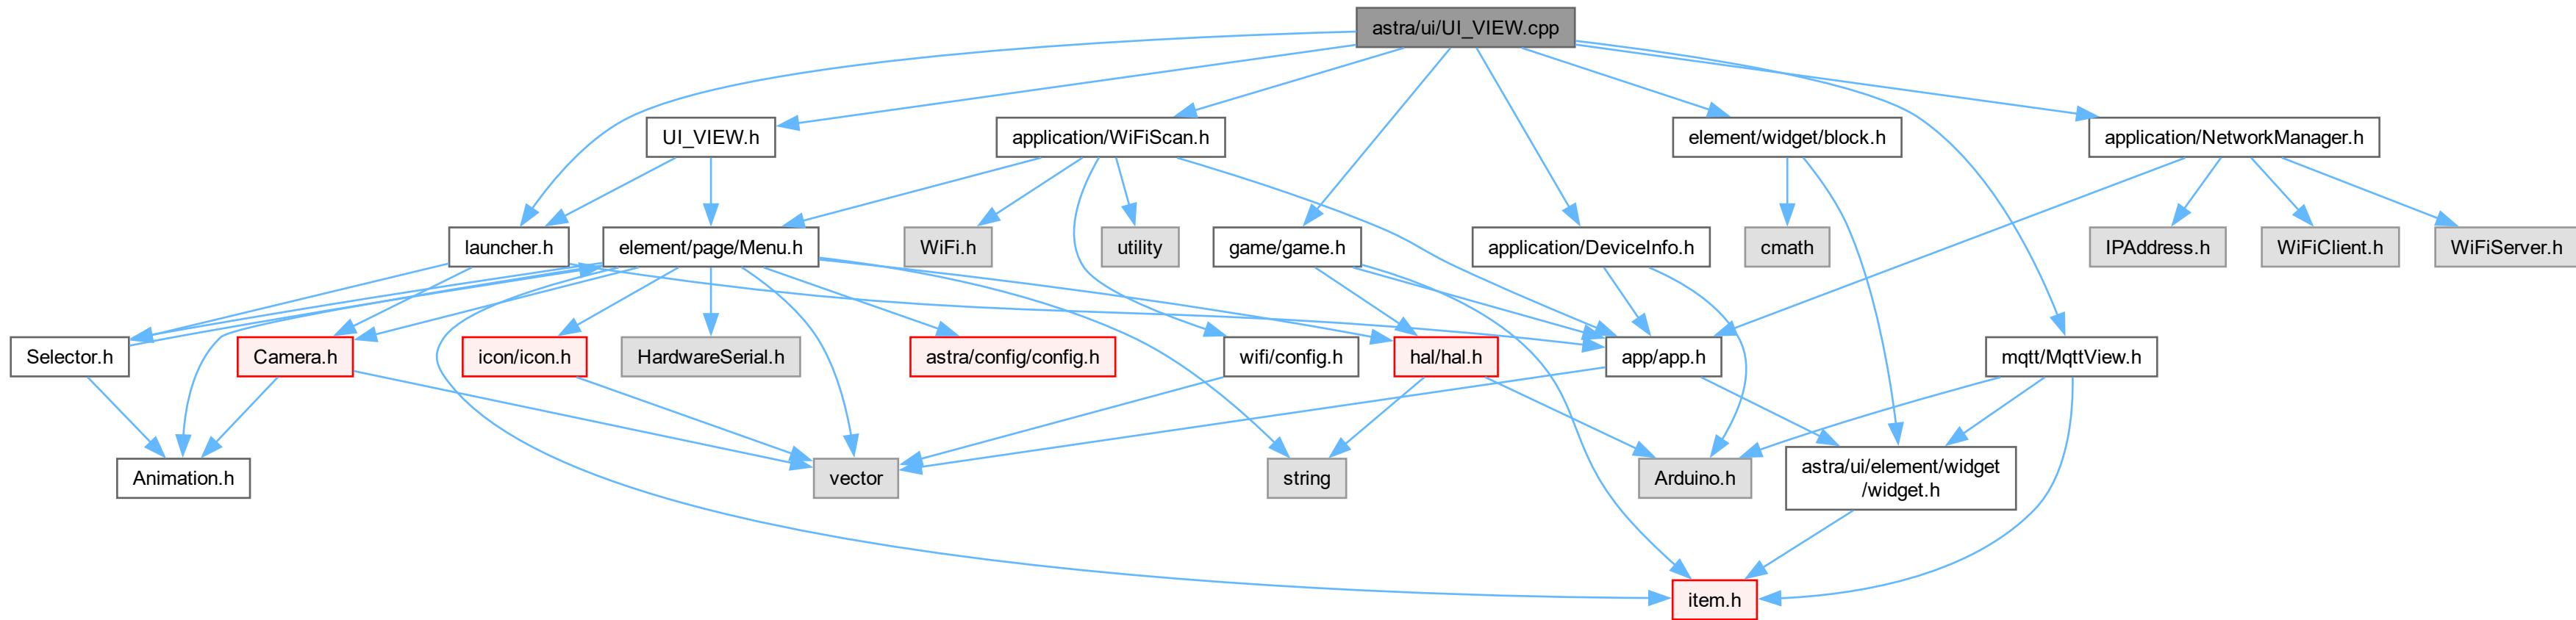 astra/ui/UI_VIEW.cpp
UI_VIEW.h
application/WiFiScan.h
element/widget/block.h
application/NetworkManager.h
launcher.h
element/page/Menu.h
WiFi.h
utility
game/game.h
application/DeviceInfo.h
cmath
IPAddress.h
WiFiClient.h
WiFiServer.h
Selector.h
Camera.h
icon/icon.h
HardwareSerial.h
astra/config/config.h
wifi/config.h
hal/hal.h
app/app.h
mqtt/MqttView.h
Animation.h
vector
string
Arduino.h
astra/ui/element/widget
/widget.h
item.h